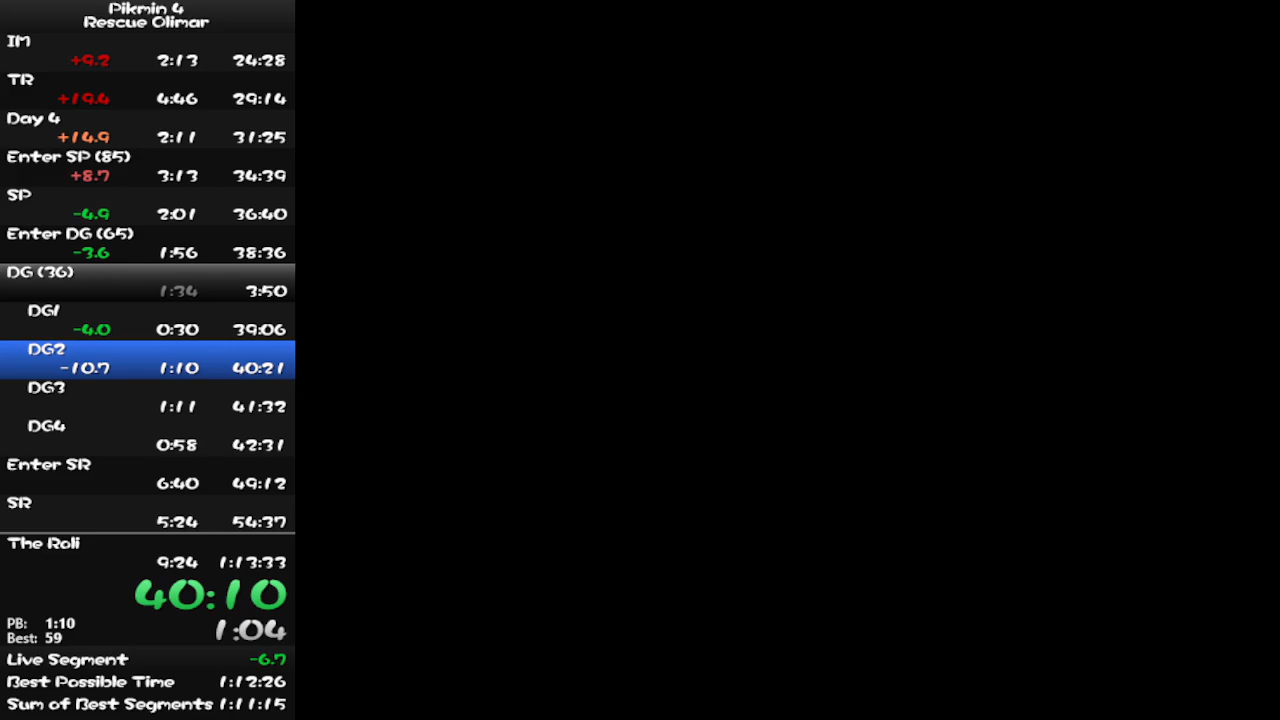 Pikmin 4
Rescue Olimar
IM
+9.2 2:13 24:28
TR
+19.4 4:46 29:14
Day 4
+14.9 2:11 31:25
Enter SP (85)
+8.7 3:13 34:39
SP
-4.9 2:01 36:40
Enter DG (65)
-3.6 1:56 38:36
DG (36)
1:34 3:50
DG1
-4.0 0:30 39:06
DG2
-10.7 1:10 40:21
DG3
1:11 41:32
DG4
0:58 42:31
Enter SR
6:40 49:12
SR
5:24 54:37
The Roli
9:24 1:13:33
40:10
PB: 1:10
Best: 59
1:04
Live Segment -6.7
Best Possible Time 1:12:26
Sum of Best Segments 1:11:15